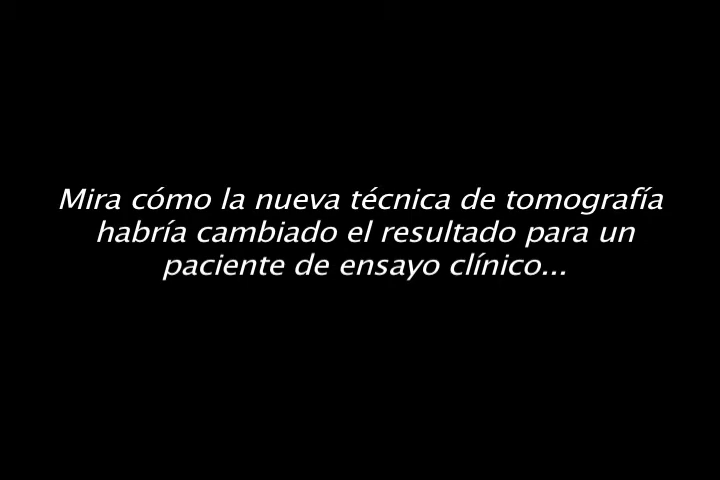 Mira cómo la nueva técnica de tomografía
habría cambiado el resultado para un
paciente de ensayo clínico...